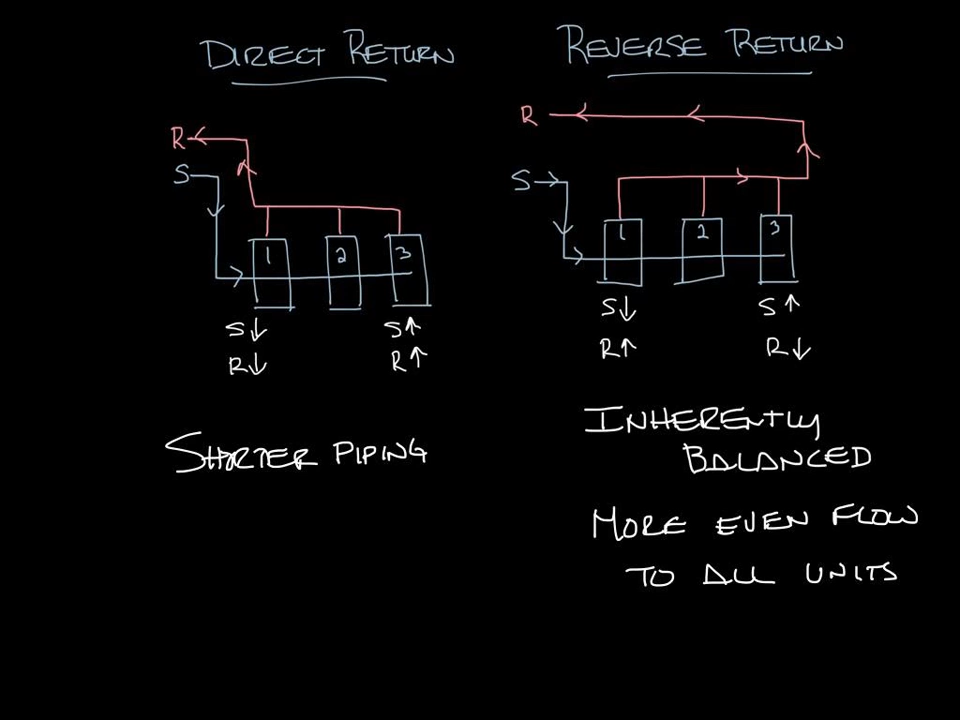 DIRECT RETURN
R
S
1 2 3
S↓ S↑
R↓ R↑
SHORTER PIPING
REVERSE RETURN
R
S
1 2 3
S↓ S↑
R↑ R↓
INHERENTLY
BALANCED
MORE EVEN FLOW
TO ALL UNITS